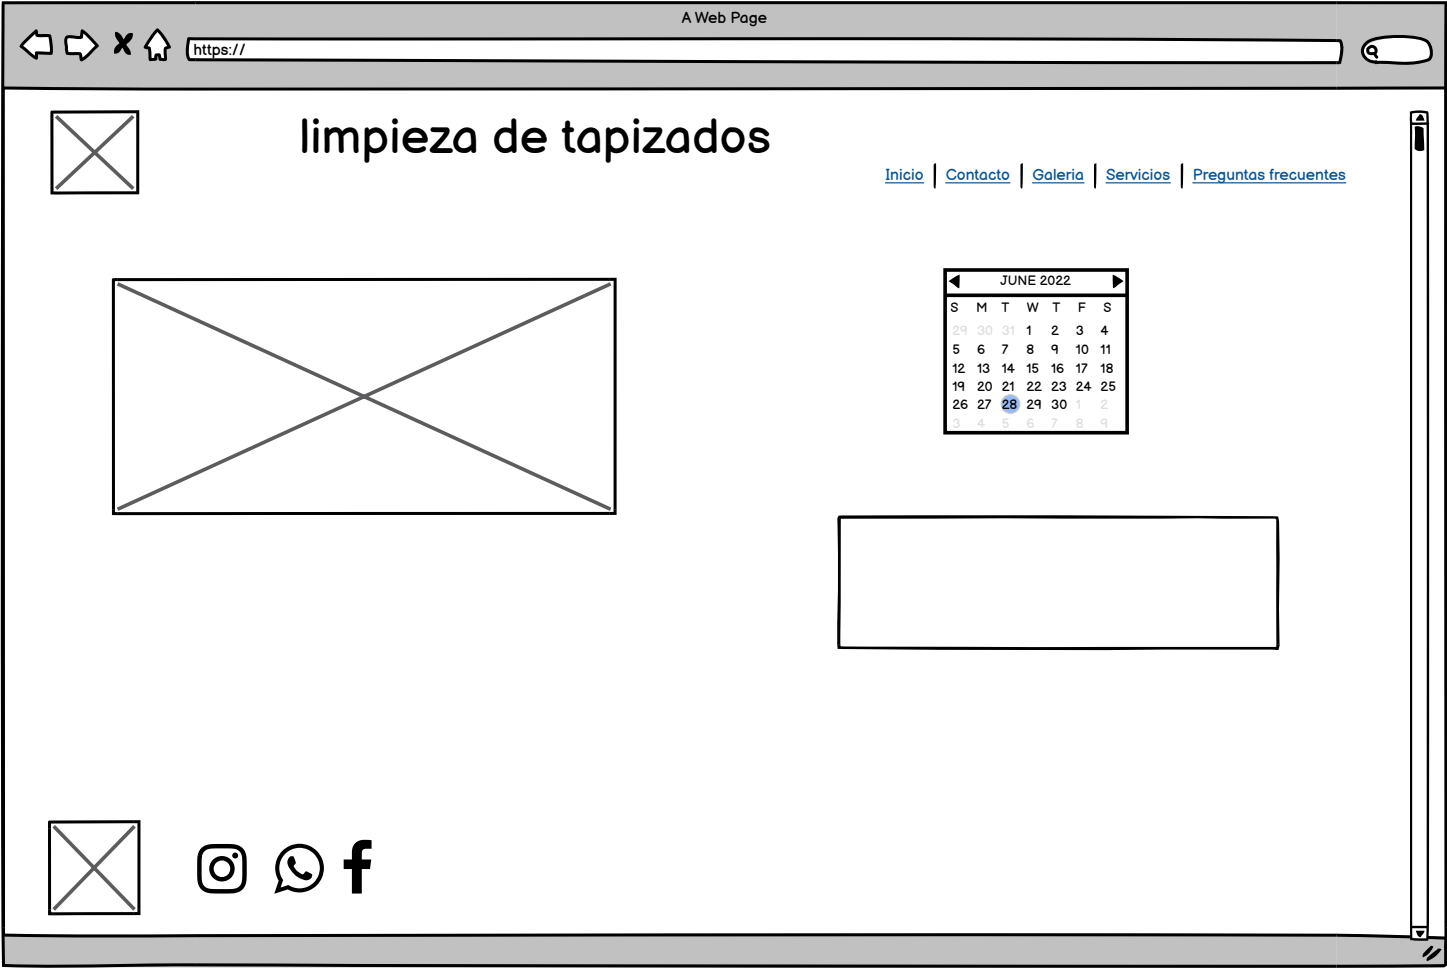 A Web Page
https://
limpieza de tapizados
Inicio Contacto Galeria Servicios Preguntas frecuentes
JUNE 2022
S M T W T F S
29 30 31 1 2 3 4
5 6 7 8 9 10 11
12 13 14 15 16 17 18
19 20 21 22 23 24 25
26 27 28 29 30 1 2
3 4 5 6 7 8 9